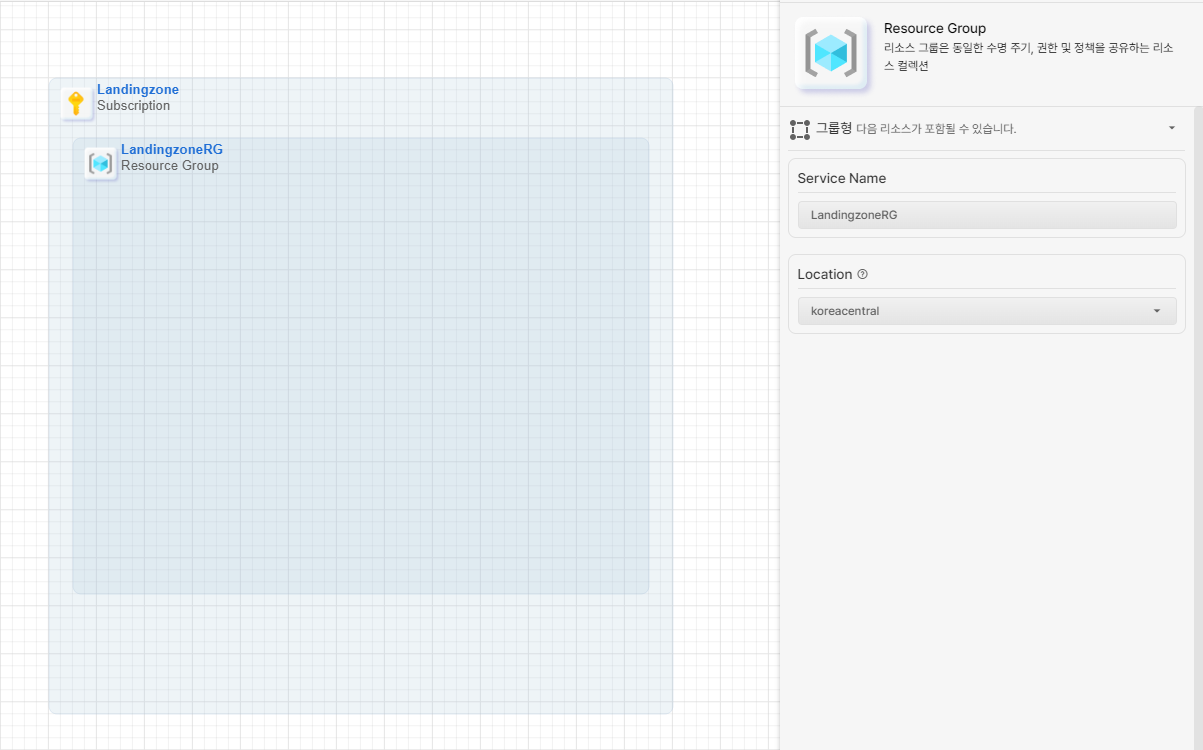 Landingzone
Subscription
LandingzoneRG
Resource Group
Resource Group
리소스 그룹은 동일한 수명 주기, 권한 및 정책을 공유하는 리소
스 컬렉션
그룹형 다음 리소스가 포함될 수 있습니다.
Service Name
LandingzoneRG
Location ?
koreacentral